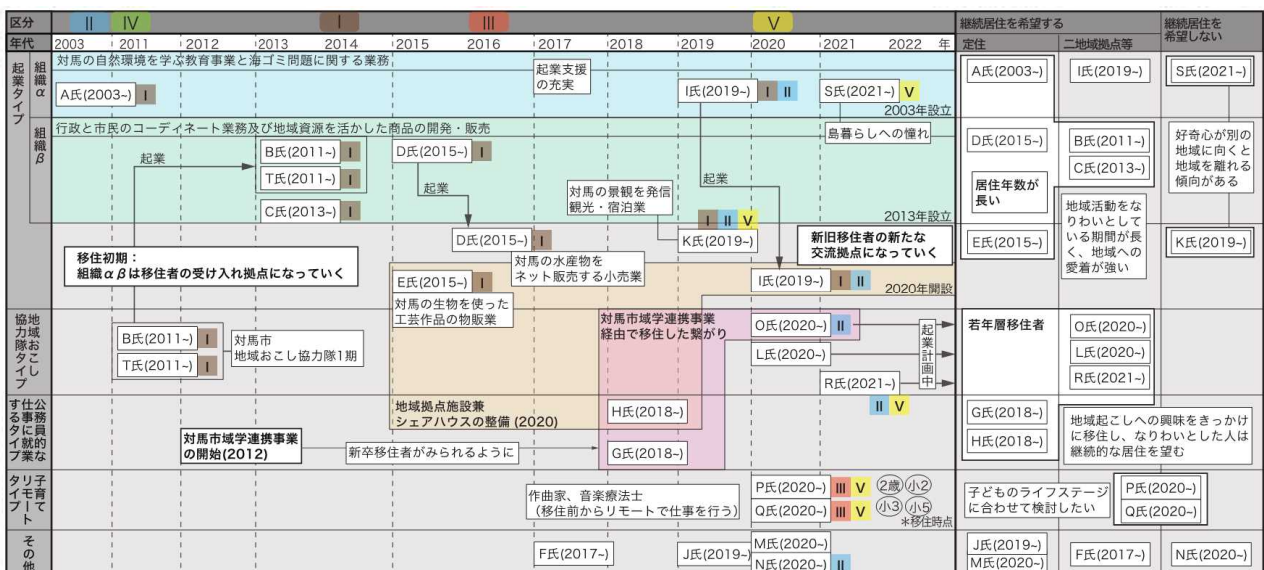 区分
II
IV
I
III
V
継続居住を希望する
継続居住を
希望しない
年代
2003
2011
2012
2013
2014
2015
2016
2017
2018
2019
2020
2021
2022
年
定住
二地域拠点等
起業タイプ
組織α
対馬の自然環境を学ぶ教育事業と海ゴミ問題に関する業務
A氏(2003~)
I
起業支援
の充実
I氏(2019~)
I
II
S氏(2021~)
V
2003年設立
島暮らしへの憧れ
組織β
行政と市民のコーディネート業務及び地域資源を活かした商品の開発・販売
起業
B氏(2011~)
I
T氏(2011~)
I
C氏(2013~)
I
D氏(2015~)
I
起業
起業
対馬の景観を発信
観光・宿泊業
I
II
V
K氏(2019~)
2013年設立
D氏(2015~)
I
対馬の水産物を
ネット販売する小売業
移住初期：
組織αβは移住者の受け入れ拠点になっていく
新旧移住者の新たな
交流拠点になっていく
E氏(2015~)
I
対馬の生物を使った
工芸作品の物販業
I氏(2019~)
I
II
2020年開設
地域おこし
協力隊タイプ
B氏(2011~)
I
T氏(2011~)
I
対馬市
地域おこし協力隊1期
対馬市域学連携事業
経由で移住した繋がり
O氏(2020~)
II
L氏(2020~)
R氏(2021~)
II
V
起業計画中
公務員的な
仕事に就業
するタイプ
地域拠点施設兼
シェアハウスの整備 (2020)
対馬市域学連携事業
の開始(2012)
新卒移住者がみられるように
H氏(2018~)
G氏(2018~)
子育て
リモート
タイプ
作曲家、音楽療法士
（移住前からリモートで仕事を行う）
P氏(2020~)
III
V
2歳
小2
Q氏(2020~)
III
V
小3
小5
＊移住時点
その他
F氏(2017~)
J氏(2019~)
M氏(2020~)
N氏(2020~)
II
A氏(2003~)
I氏(2019~)
S氏(2021~)
D氏(2015~)
B氏(2011~)
C氏(2013~)
好奇心が別の
地域に向くと
地域を離れる
傾向がある
居住年数が
長い
地域活動をな
りわいとして
いる期間が長
く、地域への
愛着が強い
E氏(2015~)
K氏(2019~)
若年層移住者
O氏(2020~)
L氏(2020~)
R氏(2021~)
G氏(2018~)
H氏(2018~)
地域起こしへの興味をきっかけ
に移住し、なりわいとした人は
継続的な居住を望む
子どものライフステージ
に合わせて検討したい
P氏(2020~)
Q氏(2020~)
J氏(2019~)
M氏(2020~)
F氏(2017~)
N氏(2020~)